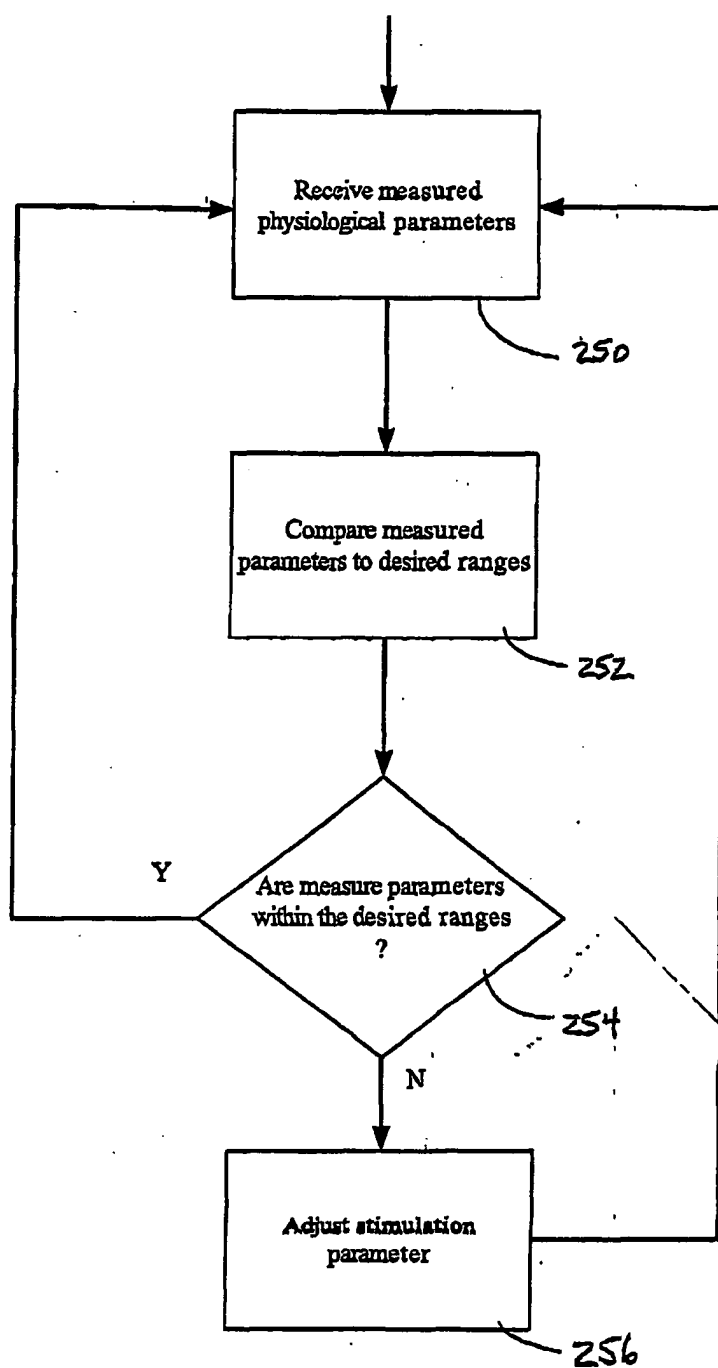 Receive measured
physiological parameters
250
Compare measured
parameters to desired ranges
252
Y
Are measure parameters
within the desired ranges
?
254
N
Adjust stimulation
parameter
256